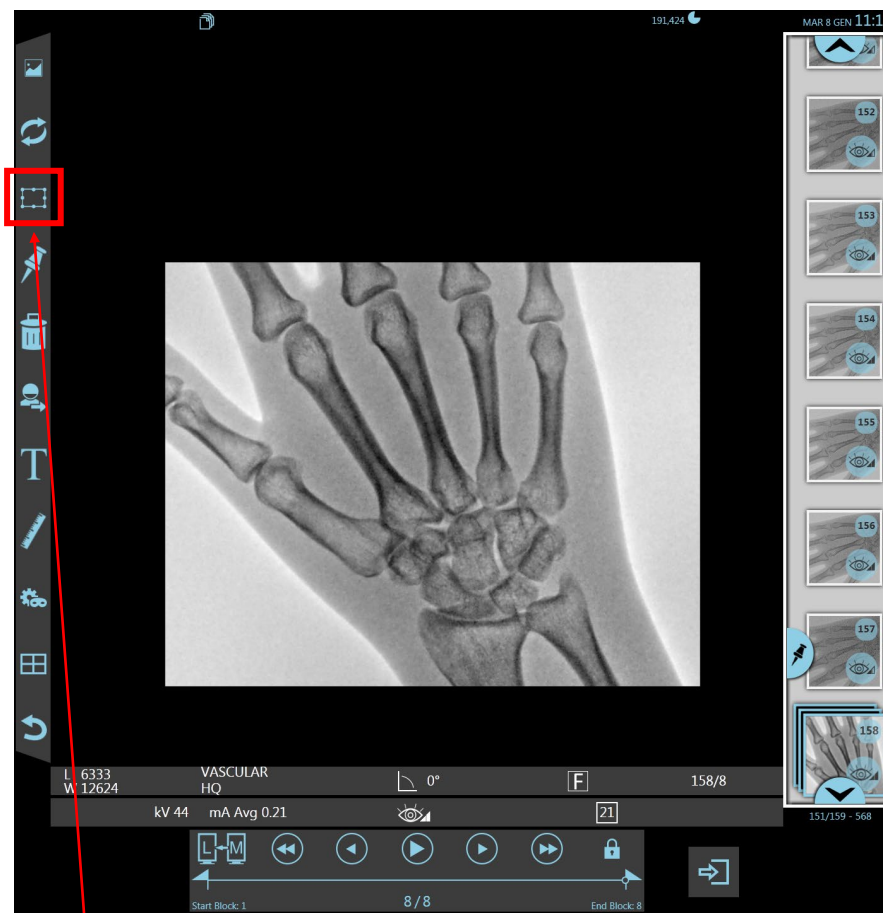 191,424
MAR 8 GEN 11:1
152
153
154
155
156
157
158
151/159 - 568
T
L 6333
W 12624
VASCULAR
HQ
0°
F
158/8
kV 44 mA Avg 0.21
21
L M
Start Block: 1
8 / 8
End Block: 8